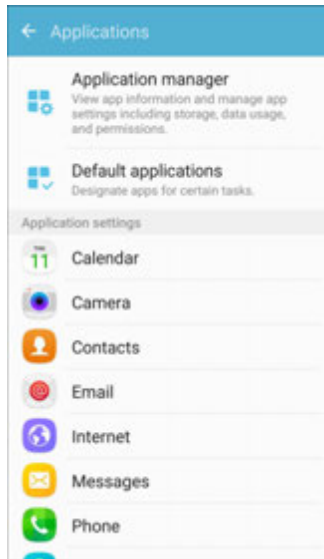 Applications
Application manager
View app information and manage app
settings including storage, data usage,
and permissions.
Default applications
Designate apps for certain tasks.
Application settings
THU
11
Calendar
Camera
Contacts
Email
Internet
Messages
Phone